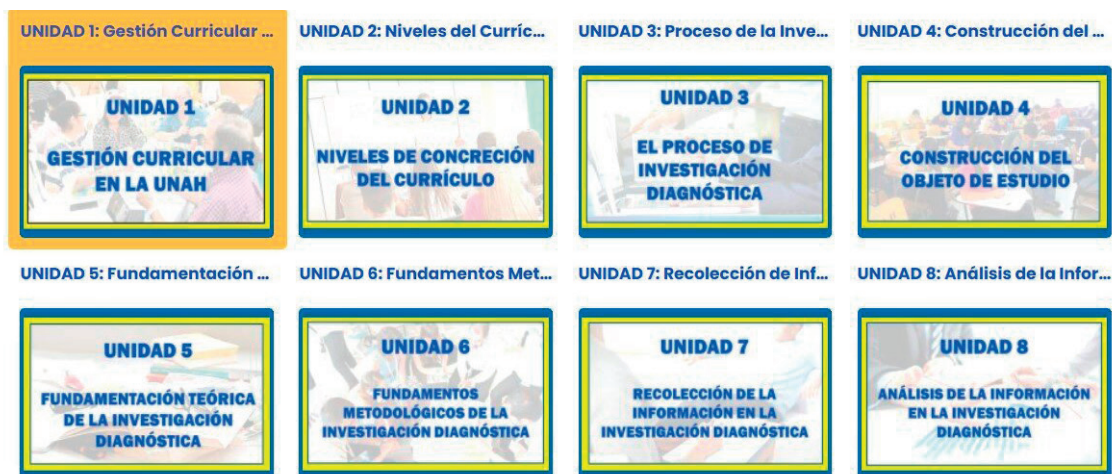 UNIDAD 1: Gestión Curricular ...
UNIDAD 2: Niveles del Curríc...
UNIDAD 3: Proceso de la Inve...
UNIDAD 4: Construcción del ...
UNIDAD 1
GESTIÓN CURRICULAR
EN LA UNAH
UNIDAD 2
NIVELES DE CONCRECIÓN
DEL CURRÍCULO
UNIDAD 3
EL PROCESO DE
INVESTIGACIÓN
DIAGNÓSTICA
UNIDAD 4
CONSTRUCCIÓN DEL
OBJETO DE ESTUDIO
UNIDAD 5: Fundamentación ...
UNIDAD 6: Fundamentos Met...
UNIDAD 7: Recolección de Inf...
UNIDAD 8: Análisis de la Infor...
UNIDAD 5
FUNDAMENTACIÓN TEÓRICA
DE LA INVESTIGACIÓN
DIAGNÓSTICA
UNIDAD 6
FUNDAMENTOS
METODOLÓGICOS DE LA
INVESTIGACIÓN DIAGNÓSTICA
UNIDAD 7
RECOLECCIÓN DE LA
INFORMACIÓN EN LA
INVESTIGACIÓN DIAGNÓSTICA
UNIDAD 8
ANÁLISIS DE LA INFORMACIÓN
EN LA INVESTIGACIÓN
DIAGNÓSTICA